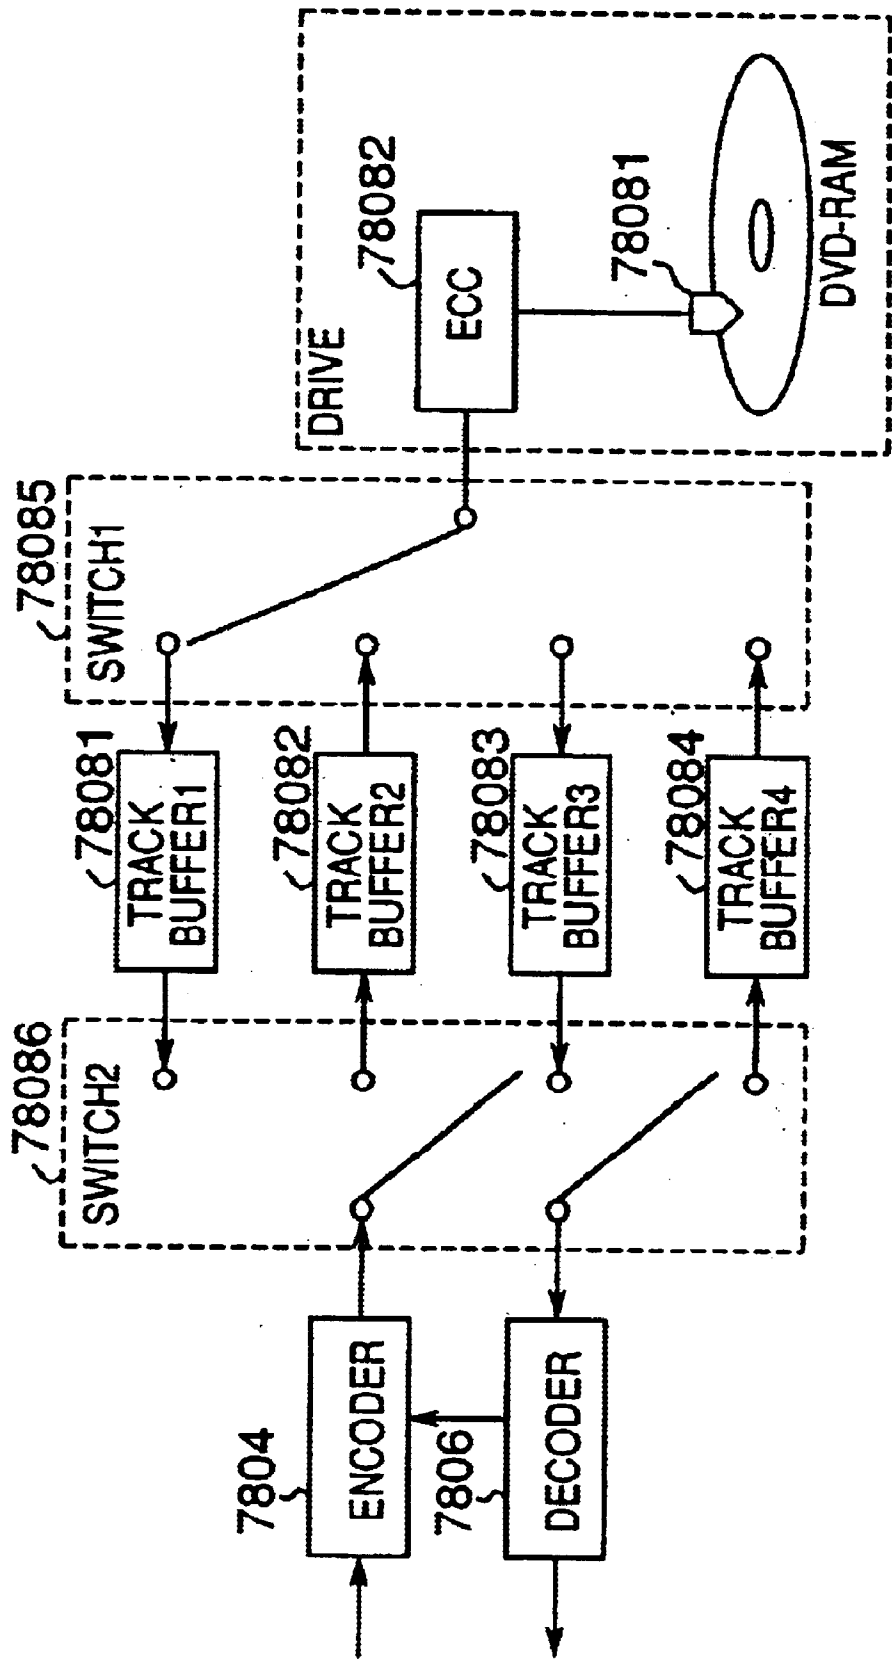 78086
SWITCH2
7804
ENCODER
7806
DECODER
78081
TRACK
BUFFER1
78082
TRACK
BUFFER2
78083
TRACK
BUFFER3
78084
TRACK
BUFFER4
78085
SWITCH1
DRIVE
78082
ECC
78081
DVD-RAM